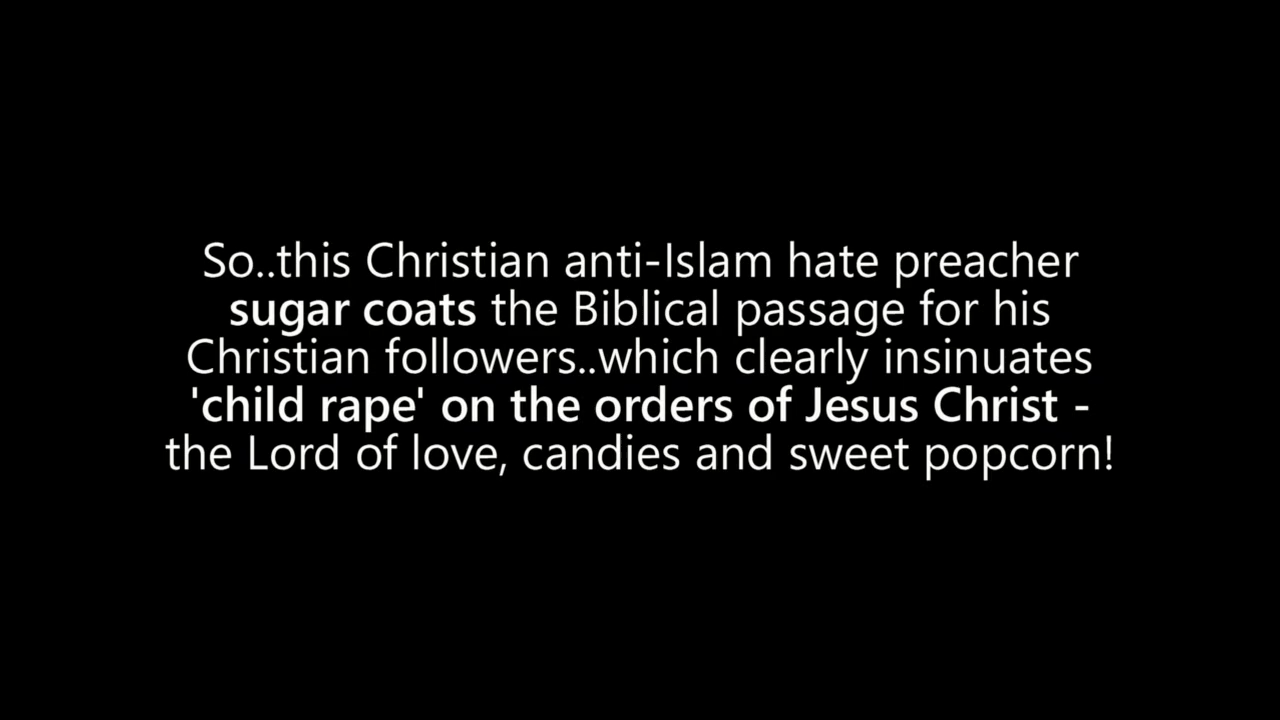 So..this Christian anti-Islam hate preacher
sugar coats the Biblical passage for his
Christian followers..which clearly insinuates
'child rape' on the orders of Jesus Christ -
the Lord of love, candies and sweet popcorn!